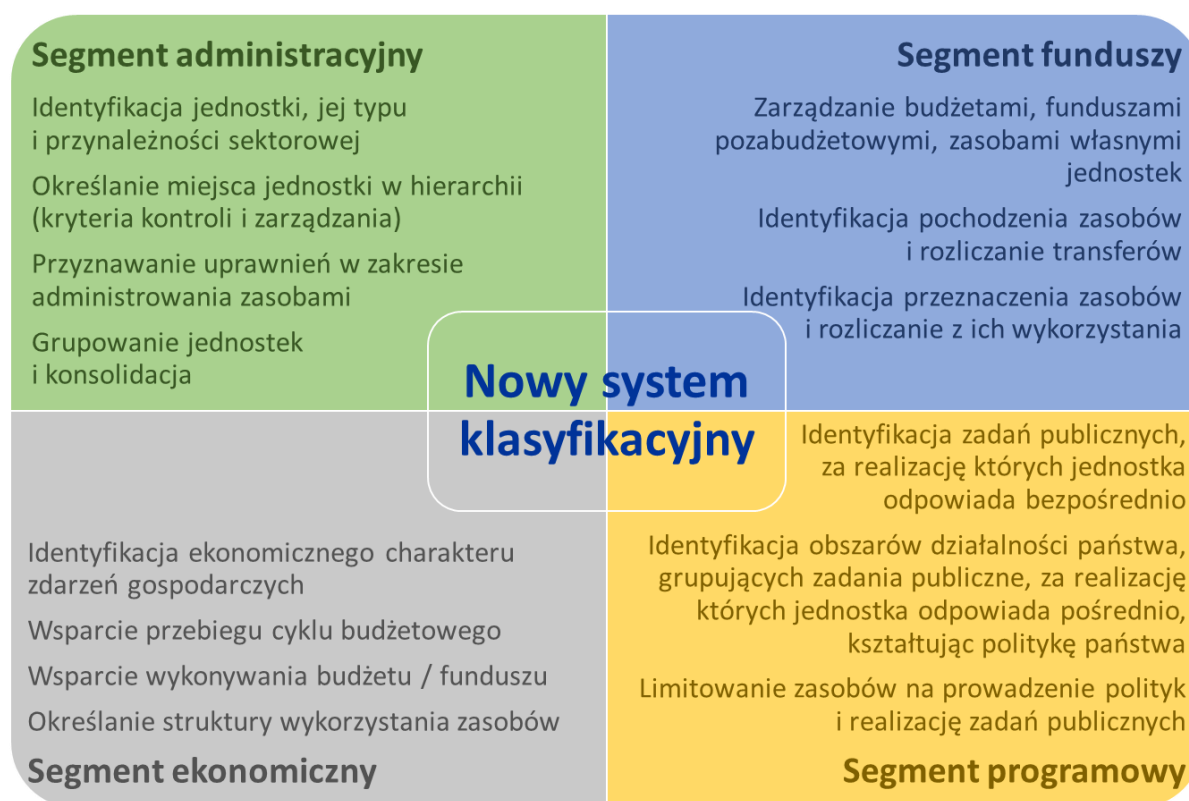 Segment administracyjny
Identyfikacja jednostki, jej typu
i przynależności sektorowej
Określanie miejsca jednostki w hierarchii
(kryteria kontroli i zarządzania)
Przyznawanie uprawnień w zakresie
administrowania zasobami
Grupowanie jednostek
i konsolidacja
Segment funduszy
Zarządzanie budżetami, funduszami
pozabudżetowymi, zasobami własnymi
jednostek
Identyfikacja pochodzenia zasobów
i rozliczanie transferów
Identyfikacja przeznaczenia zasobów
i rozliczanie z ich wykorzystania
Nowy system
klasyfikacyjny
Identyfikacja ekonomicznego charakteru
zdarzeń gospodarczych
Wsparcie przebiegu cyklu budżetowego
Wsparcie wykonywania budżetu / funduszu
Określanie struktury wykorzystania zasobów
Segment ekonomiczny
Identyfikacja zadań publicznych,
za realizację których jednostka
odpowiada bezpośrednio
Identyfikacja obszarów działalności państwa,
grupujących zadania publiczne, za realizację
których jednostka odpowiada pośrednio,
kształtując politykę państwa
Limitowanie zasobów na prowadzenie polityk
i realizację zadań publicznych
Segment programowy